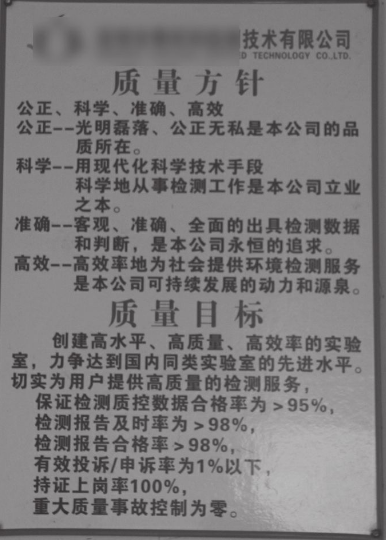 技术有限公司
D TECHNOLOGY CO.,LTD.
质量方针
公正、科学、准确、高效
公正--光明磊落、公正无私是本公司的品
质所在。
科学--用现代化科学技术手段
科学地从事检测工作是本公司立业
之本。
准确--客观、准确、全面的出具检测数据
和判断，是本公司永恒的追求。
高效--高效率地为社会提供环境检测服务
是本公司可持续发展的动力和源泉。
质量目标
创建高水平、高质量、高效率的实验
室，力争达到国内同类实验室的先进水平。
切实为用户提供高质量的检测服务，
保证检测质控数据合格率为＞95%，
检测报告及时率为＞98%，
检测报告合格率＞98%，
有效投诉/申诉率为1%以下，
持证上岗率100%，
重大质量事故控制为零。